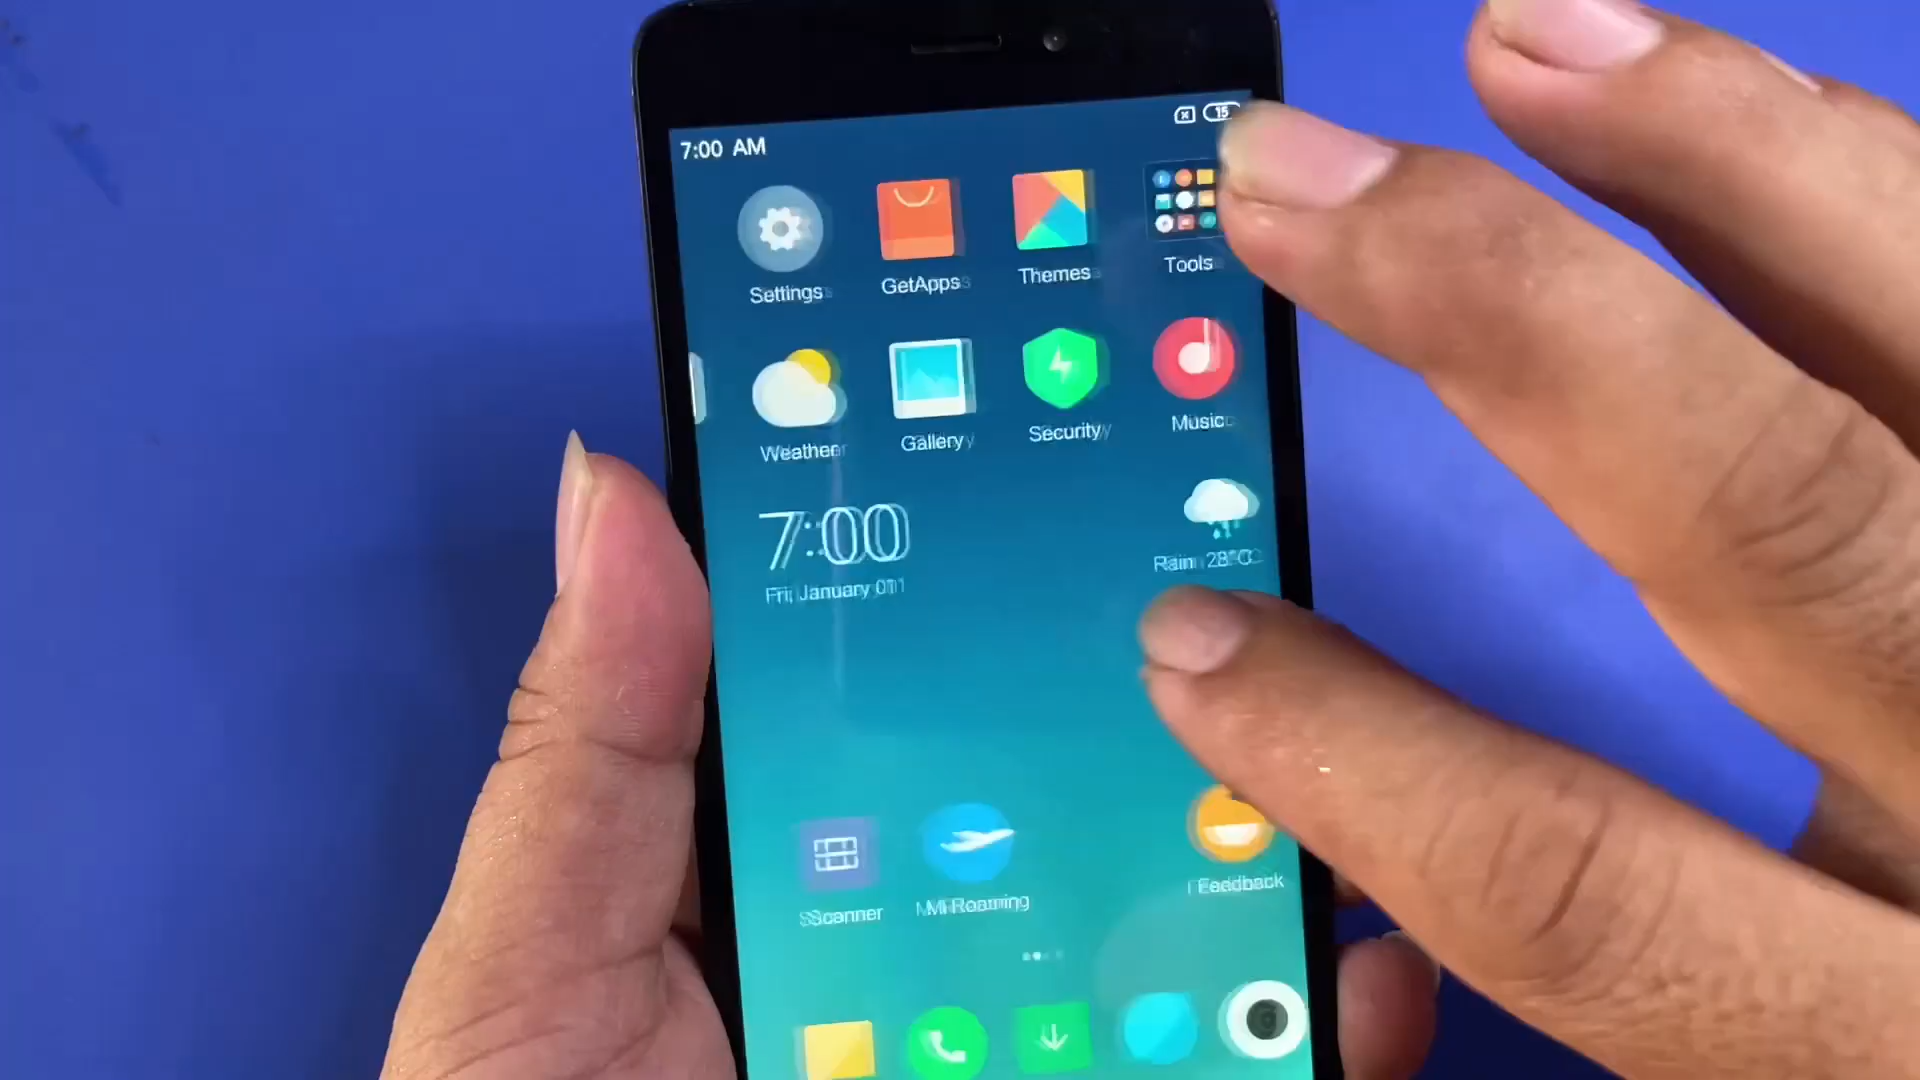 7:00 AM
15
Settings
GetApps
Themes
Tools
Weather
Gallery
Security
Music
7:00
Fri, January 01
Rain 28°C
Scanner
Mi Roaming
Feedback